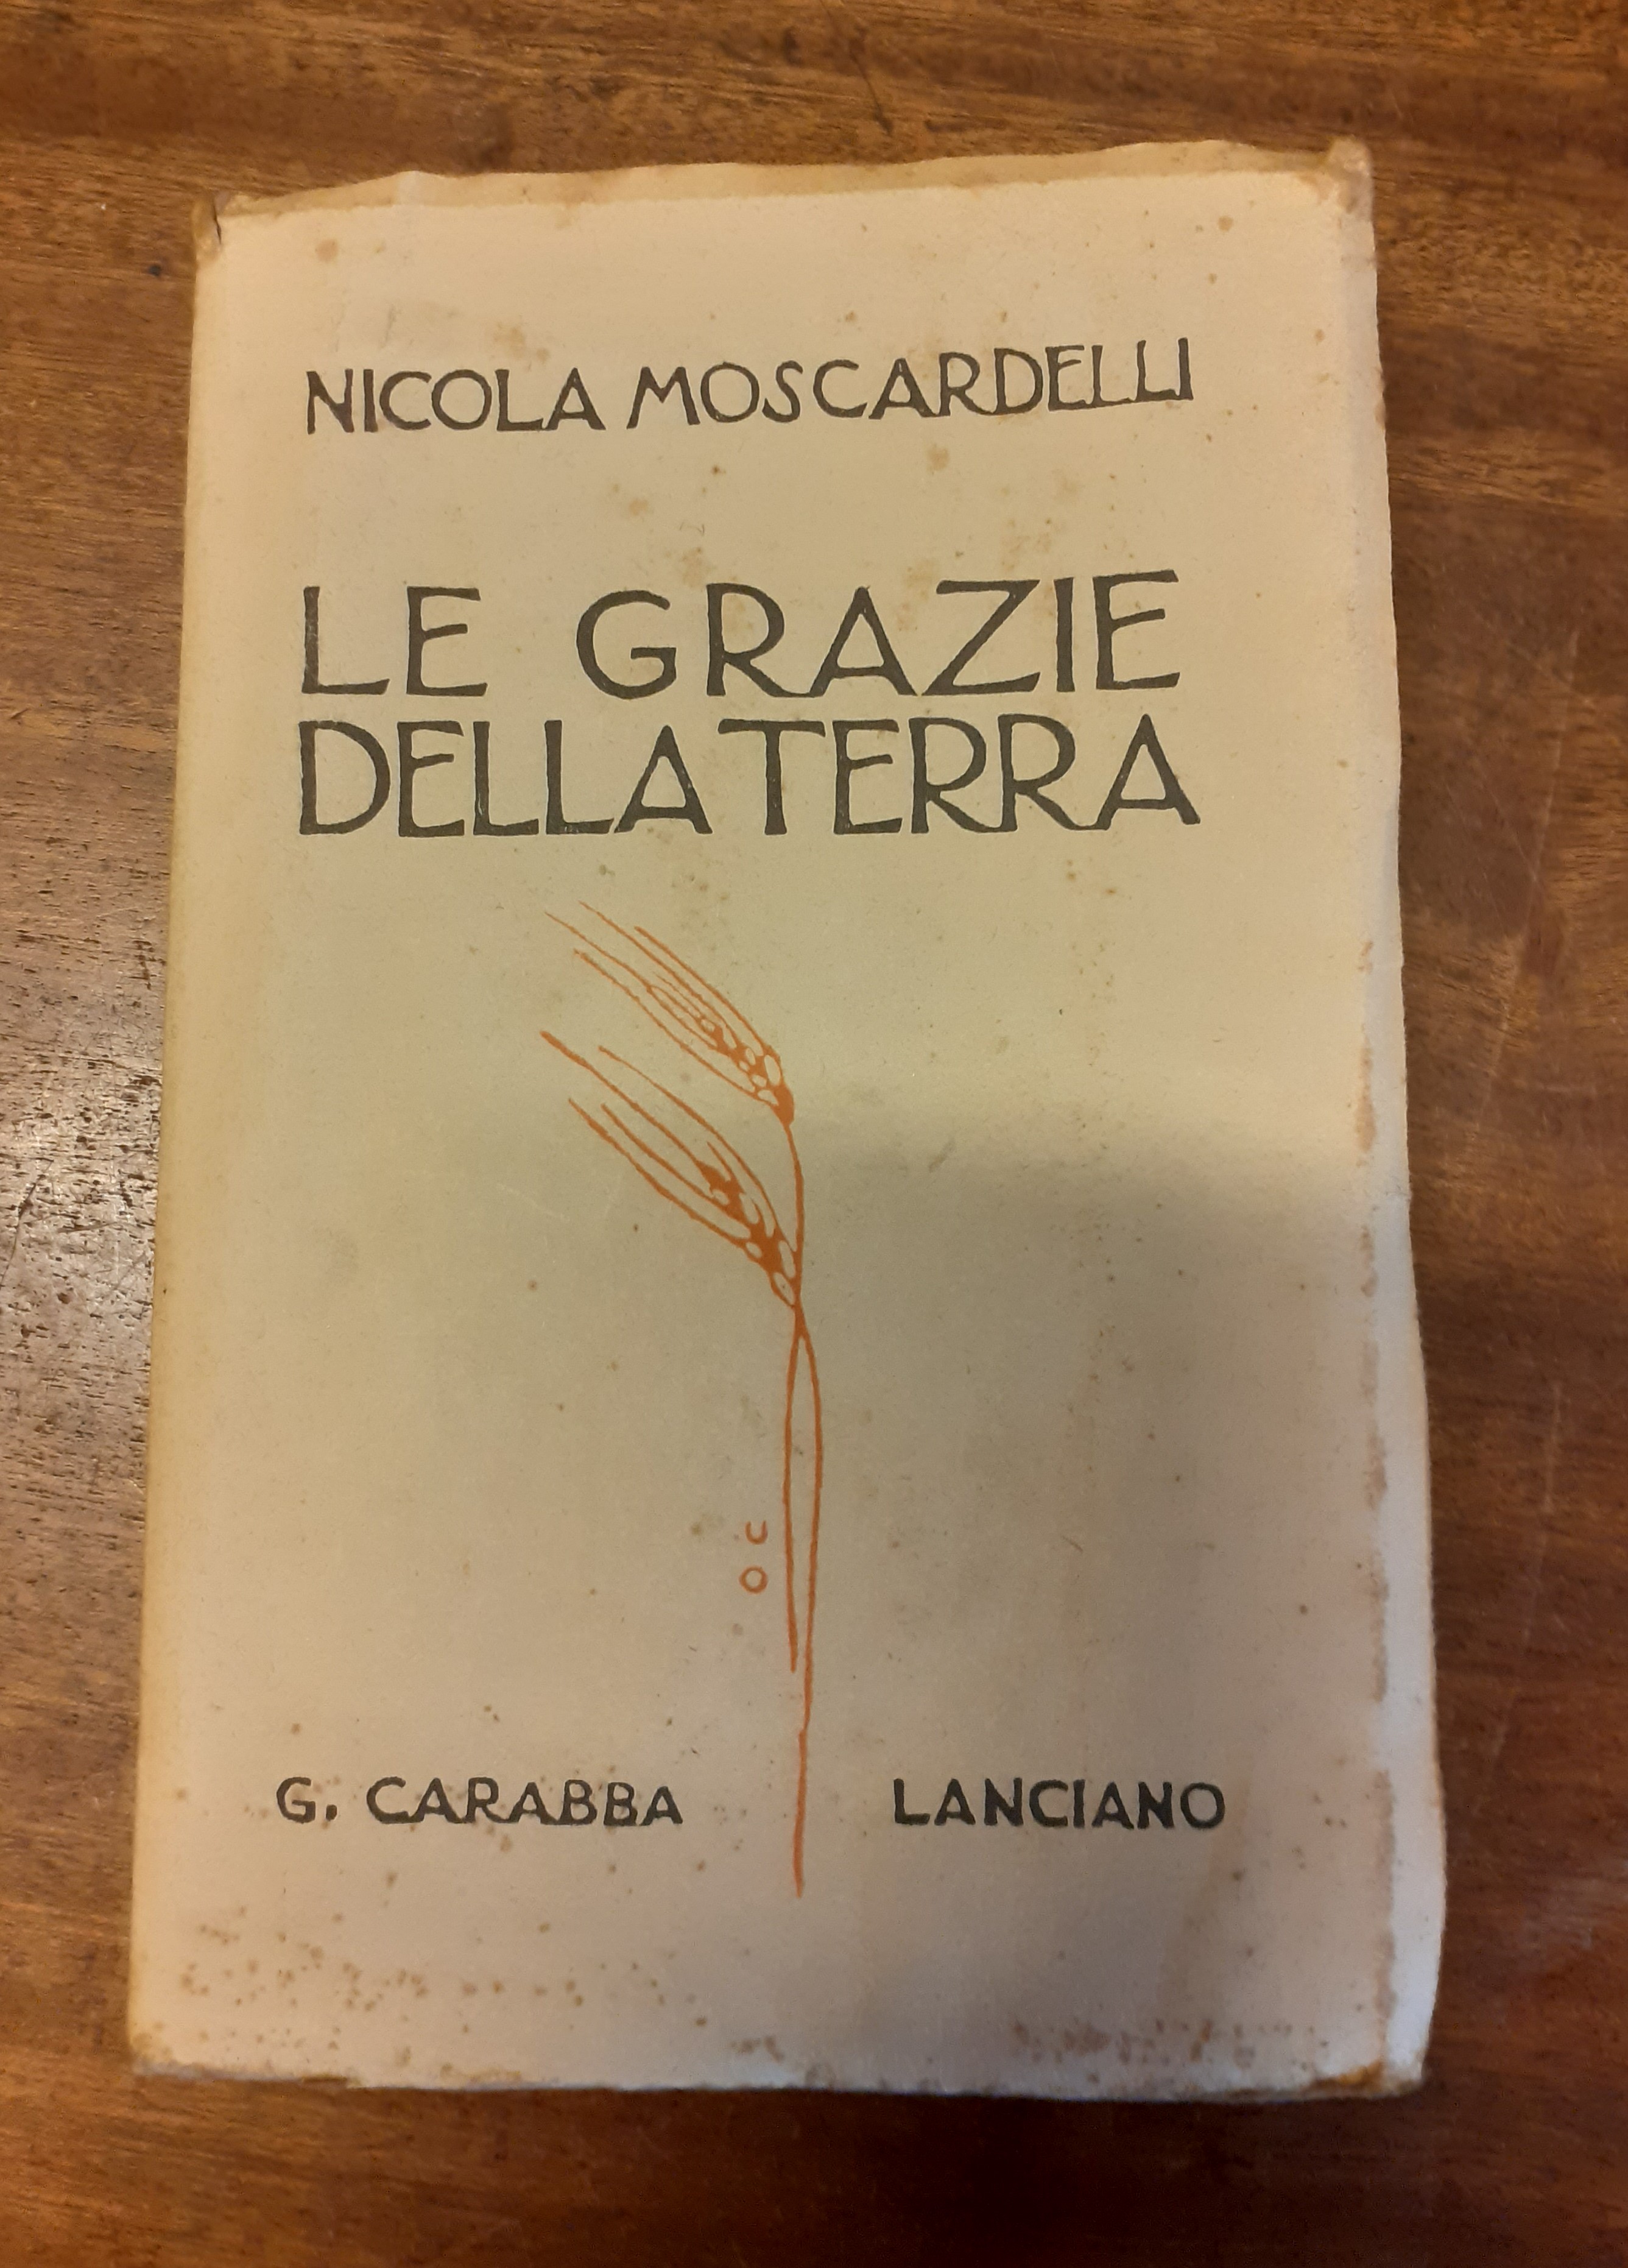 NICOLA MOSCARDELLI
LE GRAZIE
DELLA TERRA
U
O
G. CARABBA LANCIANO